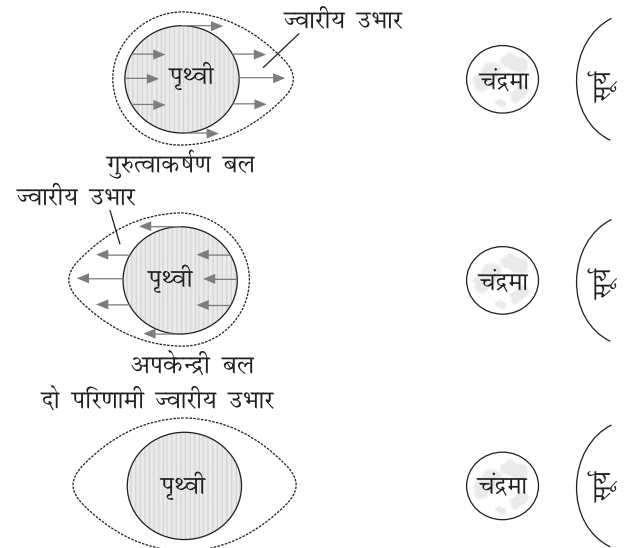 ज्वारीय उभार
पृथ्वी
चंद्रमा
सूर्य
गुरुत्वाकर्षण बल
ज्वारीय उभार
पृथ्वी
चंद्रमा
सूर्य
अपकेन्द्री बल
दो परिणामी ज्वारीय उभार
पृथ्वी
चंद्रमा
सूर्य